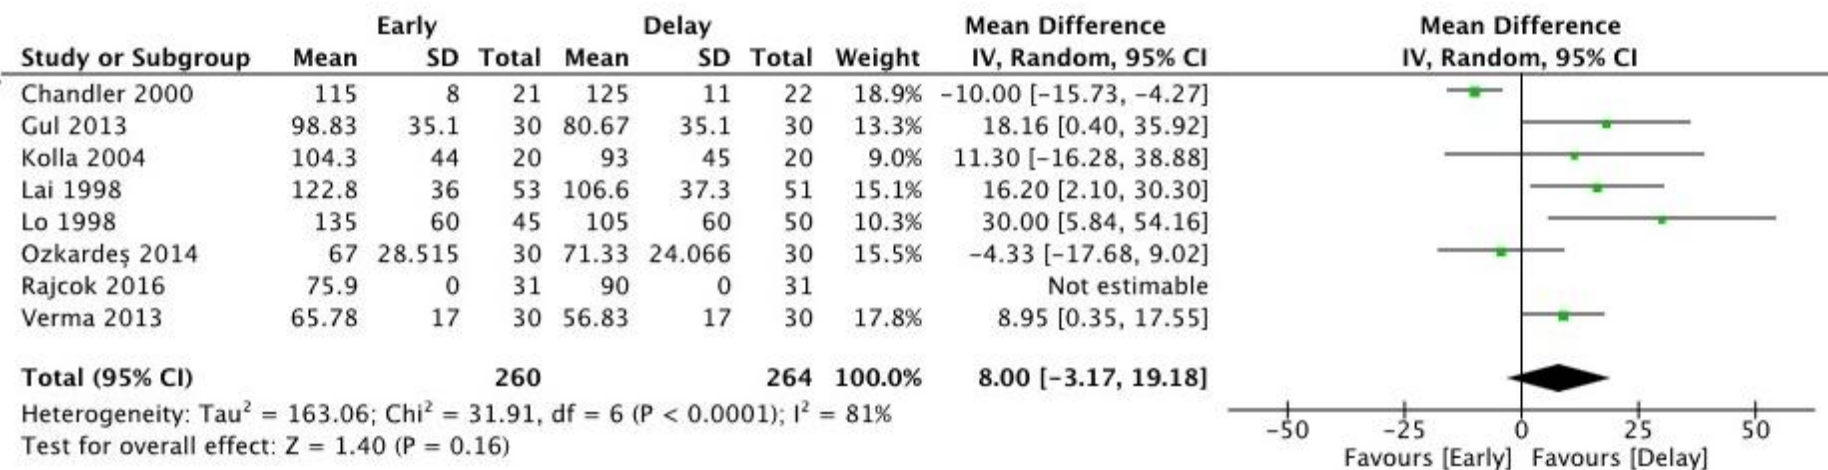 Early Delay Mean Difference Mean Difference
Study or Subgroup Mean SD Total Mean SD Total Weight IV, Random, 95% CI IV, Random, 95% CI
Chandler 2000 115 8 21 125 11 22 18.9% −10.00 [−15.73, −4.27]
Gul 2013 98.83 35.1 30 80.67 35.1 30 13.3% 18.16 [0.40, 35.92]
Kolla 2004 104.3 44 20 93 45 20 9.0% 11.30 [−16.28, 38.88]
Lai 1998 122.8 36 53 106.6 37.3 51 15.1% 16.20 [2.10, 30.30]
Lo 1998 135 60 45 105 60 50 10.3% 30.00 [5.84, 54.16]
Ozkardeş 2014 67 28.515 30 71.33 24.066 30 15.5% −4.33 [−17.68, 9.02]
Rajcok 2016 75.9 0 31 90 0 31 Not estimable
Verma 2013 65.78 17 30 56.83 17 30 17.8% 8.95 [0.35, 17.55]
Total (95% CI) 260 264 100.0% 8.00 [−3.17, 19.18]
Heterogeneity: Tau² = 163.06; Chi² = 31.91, df = 6 (P < 0.0001); I² = 81%
Test for overall effect: Z = 1.40 (P = 0.16)
−50 −25 0 25 50
Favours [Early] Favours [Delay]